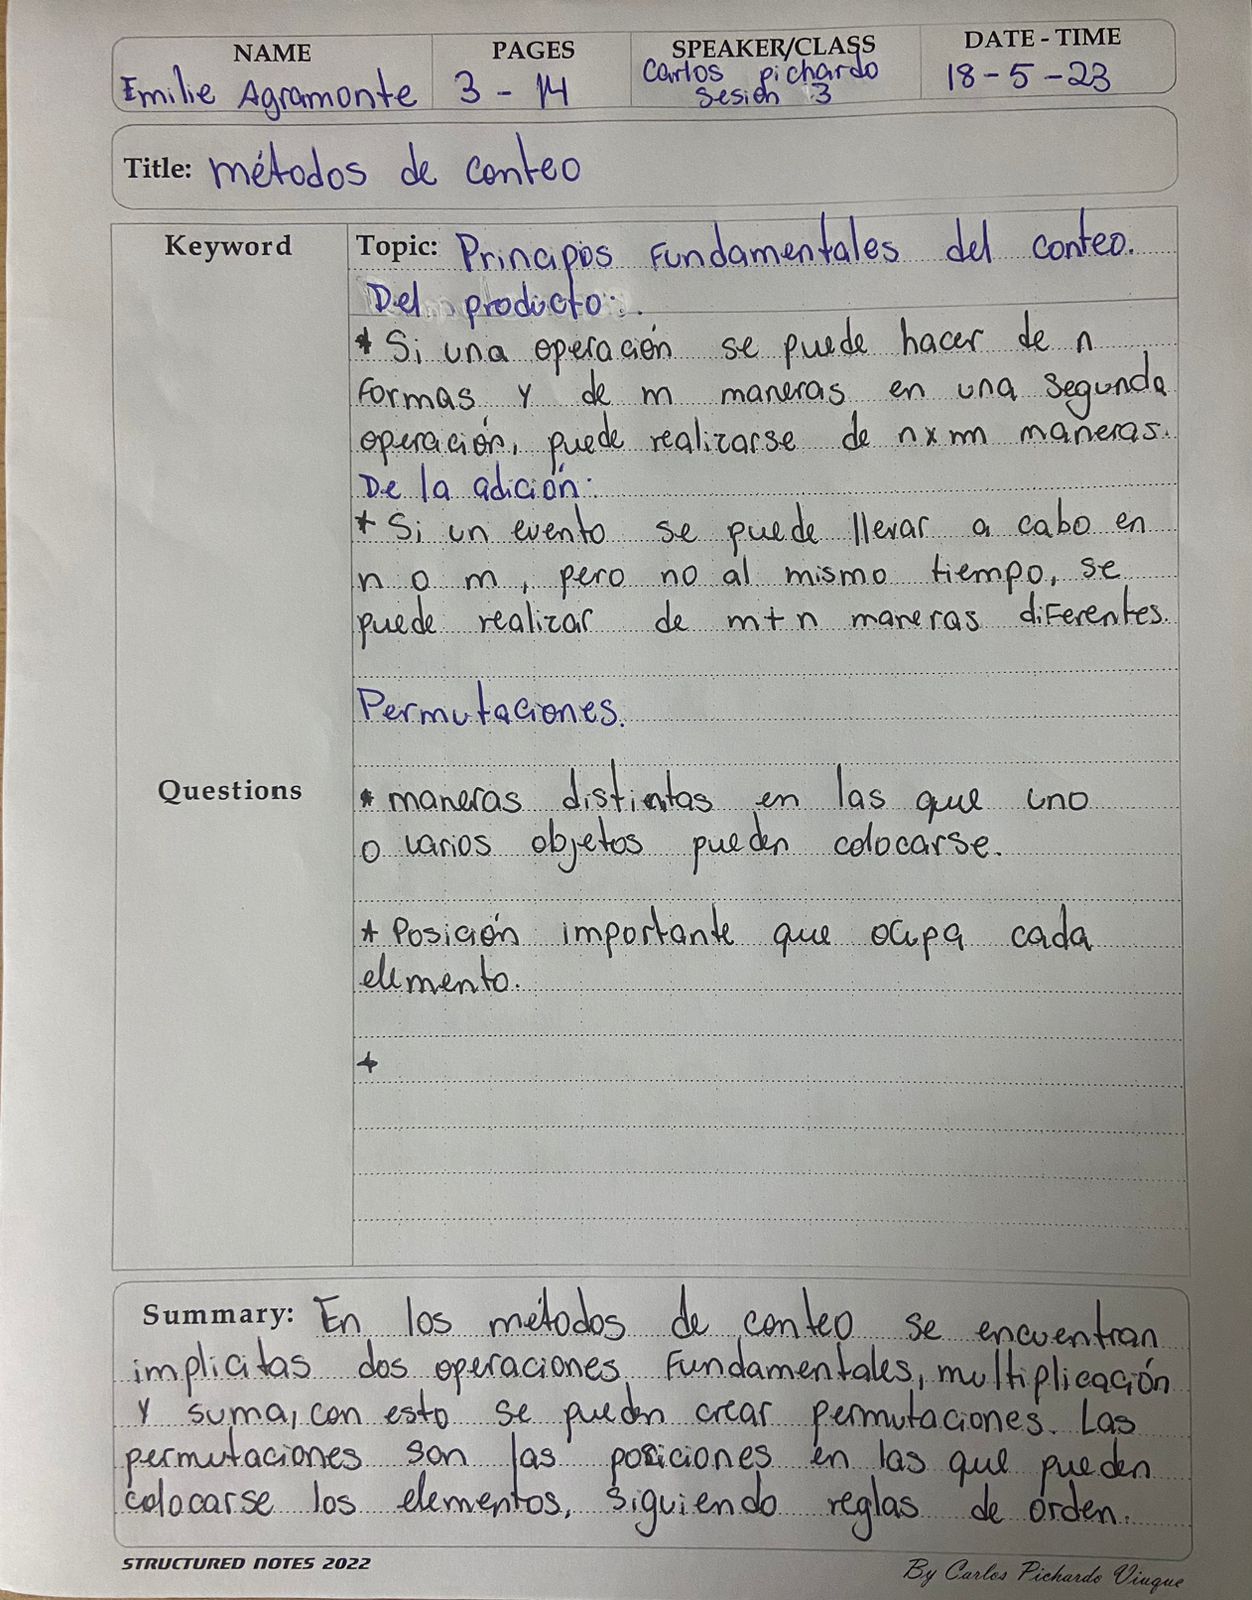 NAME PAGES SPEAKER/CLASS DATE - TIME
Emilie Agramonte 3 - 14 Carlos Pichardo Sesión 3 18-5-23
Title: métodos de conteo
Keyword
Topic: Principios Fundamentales del conteo.
Del producto:
* Si una operación se puede hacer de n
formas y de m maneras en una segunda
operación, puede realizarse de n x m maneras.
De la adición:
* Si un evento se puede llevar a cabo en
n o m, pero no al mismo tiempo, se
puede realizar de m + n maneras diferentes.
Permutaciones.
Questions
* maneras distintas en las que uno
o varios objetos pueden colocarse.
* Posición importante que ocupa cada
elemento.
*
Summary: En los métodos de conteo se encuentran
implicitas dos operaciones fundamentales, multiplicación
y suma, con esto se pueden crear permutaciones. Las
permutaciones son las posiciones en las que pueden
colocarse los elementos, siguiendo reglas de orden.
STRUCTURED NOTES 2022
By Carlos Pichardo Viuque